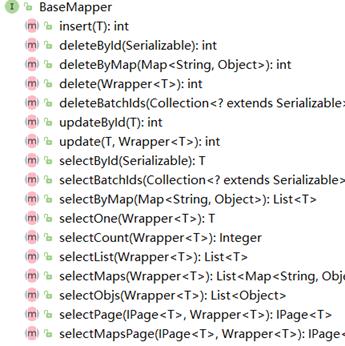 BaseMapper
insert(T): int
deleteById(Serializable): int
deleteByMap(Map<String, Object>): int
delete(Wrapper<T>): int
deleteBatchIds(Collection<? extends Serializable>
updateById(T): int
update(T, Wrapper<T>): int
selectById(Serializable): T
selectBatchIds(Collection<? extends Serializable>
selectByMap(Map<String, Object>): List<T>
selectOne(Wrapper<T>): T
selectCount(Wrapper<T>): Integer
selectList(Wrapper<T>): List<T>
selectMaps(Wrapper<T>): List<Map<String, Obje
selectObjs(Wrapper<T>): List<Object>
selectPage(IPage<T>, Wrapper<T>): IPage<T>
selectMapsPage(IPage<T>, Wrapper<T>): IPage<